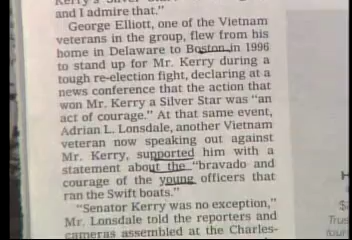 Kerry a Silver Star
and I admire that."
George Elliott, one of the Vietnam
veterans in the group, flew from his
home in Delaware to Boston in 1996
to stand up for Mr. Kerry during a
tough re-election fight, declaring at a
news conference that the action that
won Mr. Kerry a Silver Star was "an
act of courage." At that same event,
Adrian L. Lonsdale, another Vietnam
veteran now speaking out against
Mr. Kerry, supported him with a
statement about the "bravado and
courage of the young officers that
ran the Swift boats."
"Senator Kerry was no exception,"
Mr. Lonsdale told the reporters and
cameras assembled at the Charles-